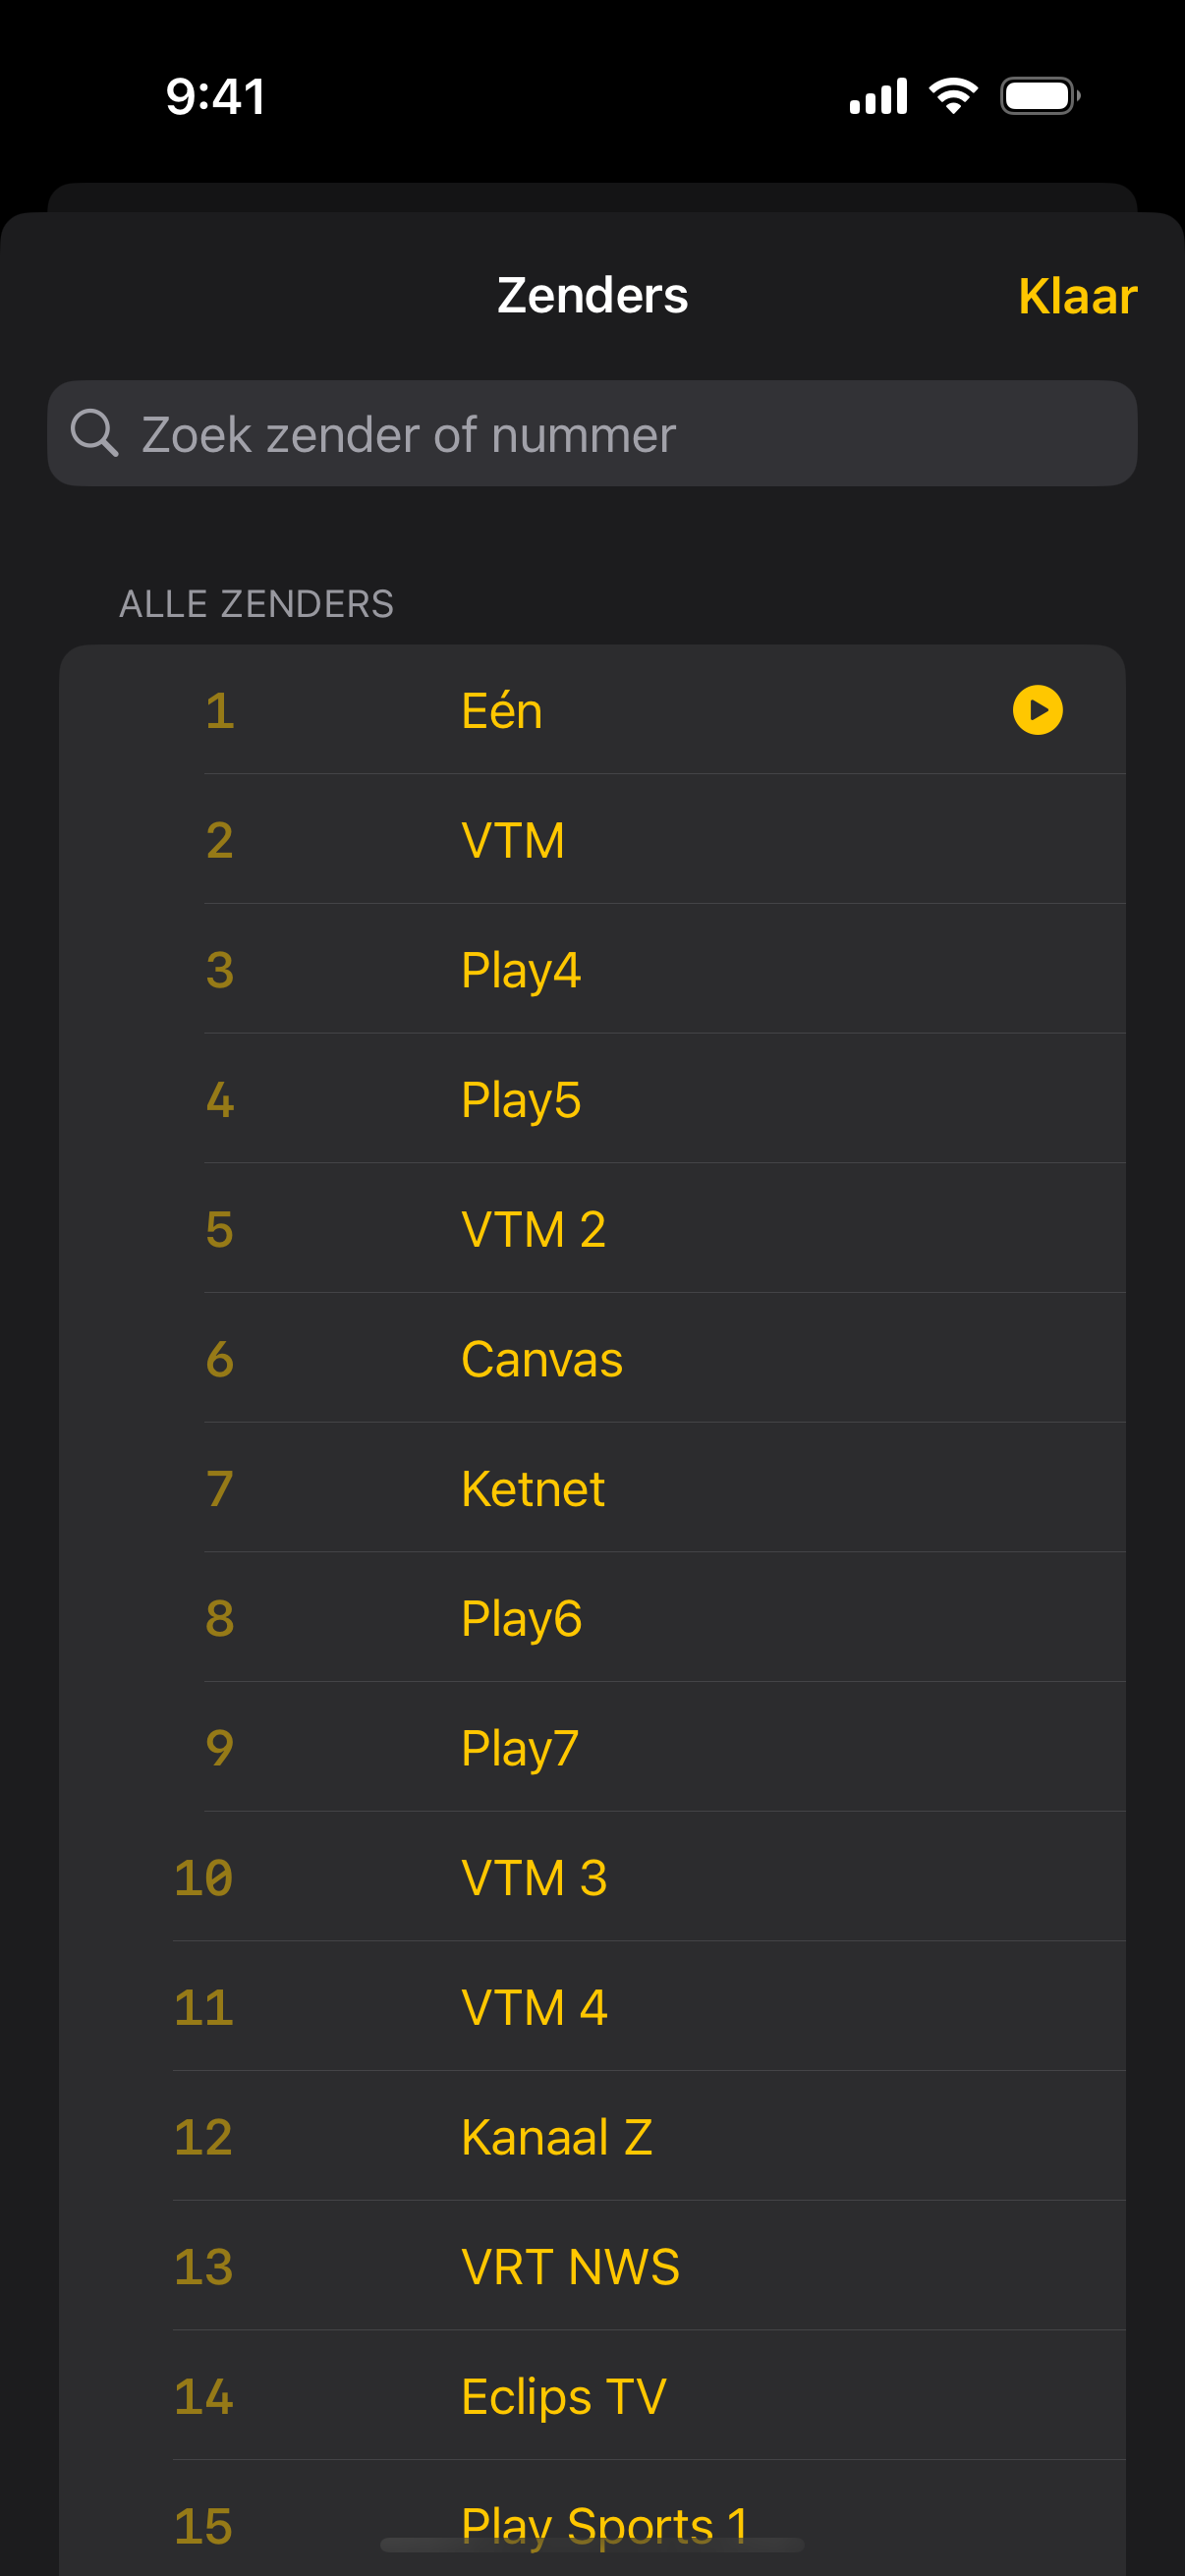 9:41
Zenders
Klaar
Zoek zender of nummer
ALLE ZENDERS
1 Eén
2 VTM
3 Play4
4 Play5
5 VTM 2
6 Canvas
7 Ketnet
8 Play6
9 Play7
10 VTM 3
11 VTM 4
12 Kanaal Z
13 VRT NWS
14 Eclips TV
15 Play Sports 1